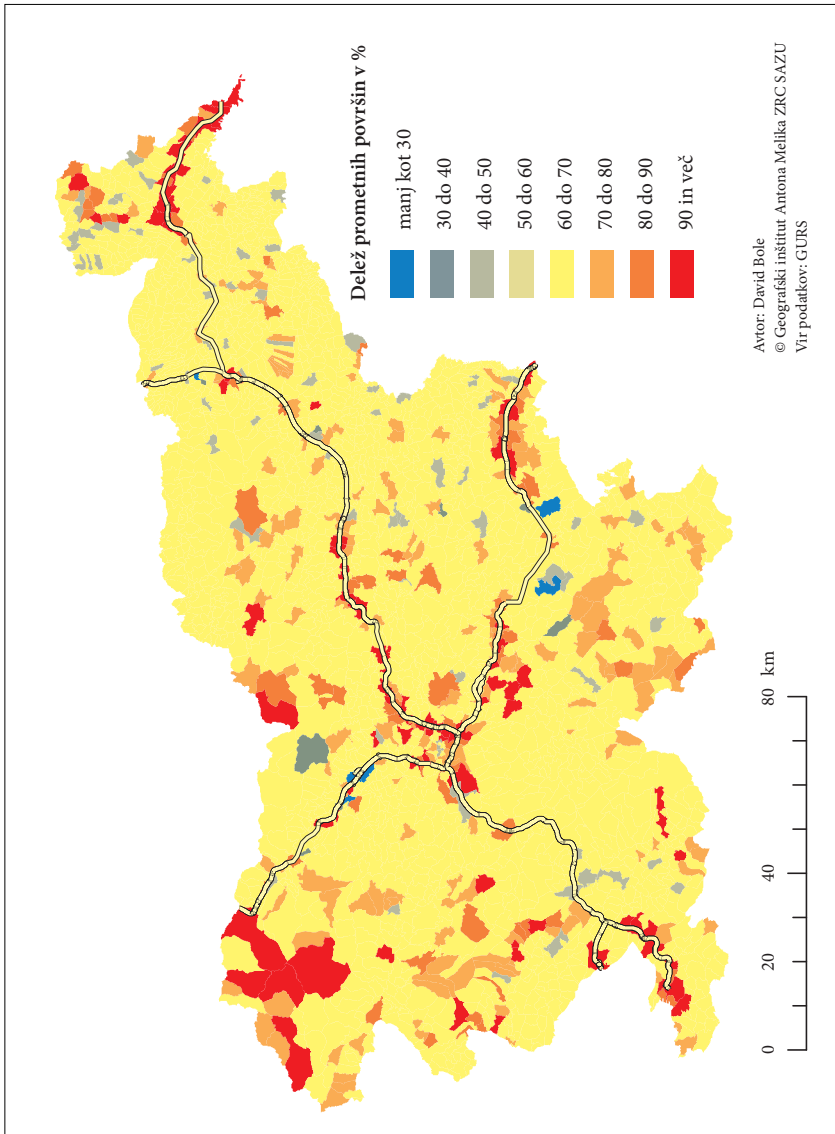 Delež prometnih površin v %
manj kot 30
30 do 40
40 do 50
50 do 60
60 do 70
70 do 80
80 do 90
90 in več
0
20
40
80
km
Avtor: David Bole
© Geografski inštitut Antona Melika ZRC SAZU
Vir podatkov: GURS